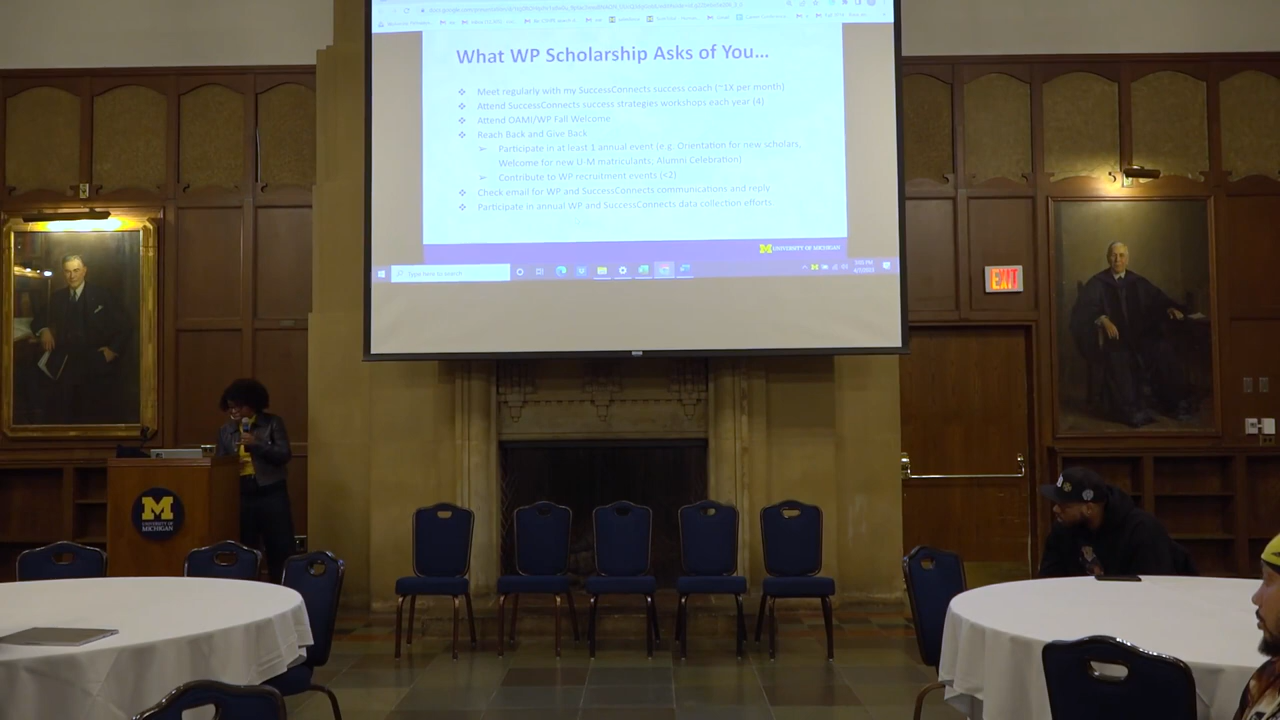 What WP Scholarship Asks of You...
❖ Meet regularly with my SuccessConnects success coach (~1X per month)
❖ Attend SuccessConnects success strategies workshops each year (4)
❖ Attend OAMI/WP Fall Welcome
❖ Reach Back and Give Back
➢ Participate in at least 1 annual event (e.g. Orientation for new scholars,
Welcome for new U-M matriculants; Alumni Celebration)
➢ Contribute to WP recruitment events (<2)
❖ Check email for WP and SuccessConnects communications and reply
❖ Participate in annual WP and SuccessConnects data collection efforts.
M UNIVERSITY OF MICHIGAN
Type here to search
EXIT
M
UNIVERSITY OF
MICHIGAN